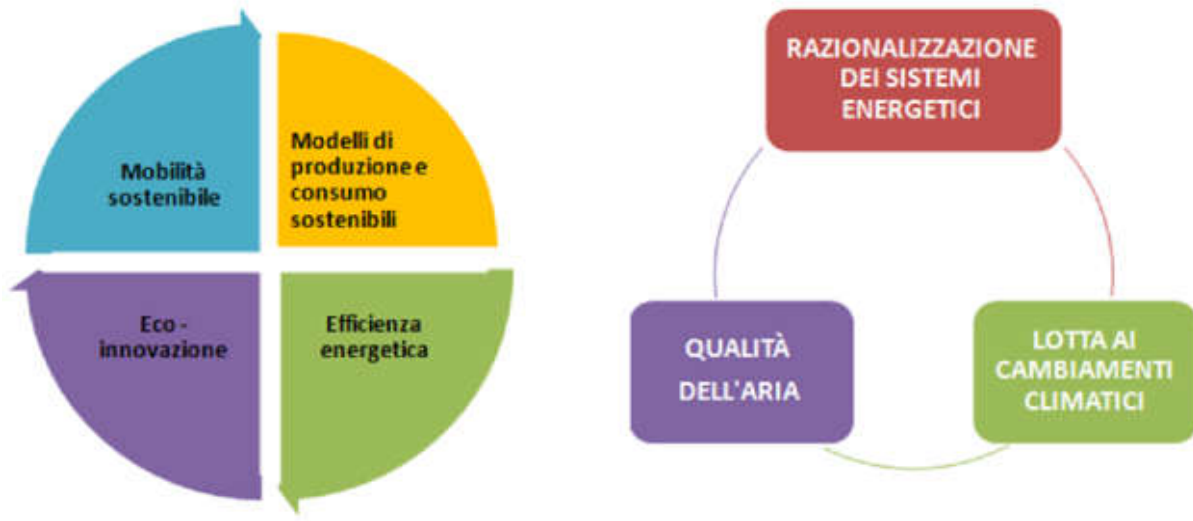 Mobilità
sostenibile
Modelli di
produzione e
consumo
sostenibili
Eco -
innovazione
Efficienza
energetica
RAZIONALIZZAZIONE
DEI SISTEMI
ENERGETICI
QUALITÀ
DELL'ARIA
LOTTA AI
CAMBIAMENTI
CLIMATICI